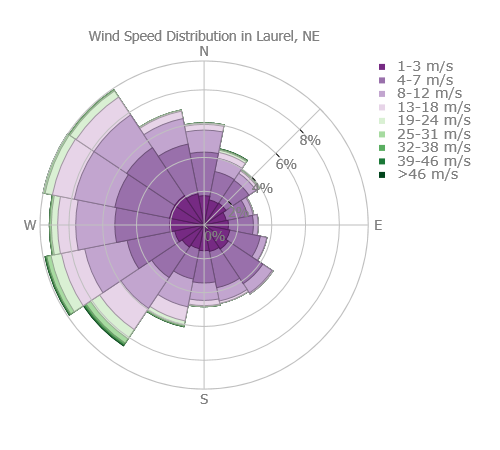 Wind Speed Distribution in Laurel, NE
N
1-3 m/s
4-7 m/s
8-12 m/s
13-18 m/s
19-24 m/s
25-31 m/s
32-38 m/s
39-46 m/s
>46 m/s
8%
6%
4%
W
0%
E
S